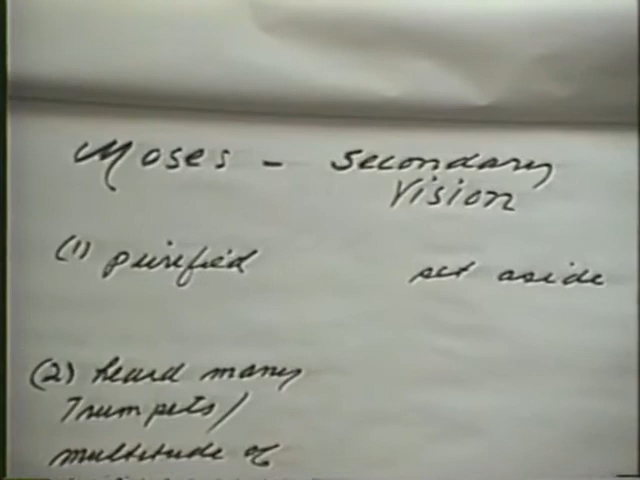 Moses - Secondary
Vision
(1) purified set aside
(2) heard many
Trumpets/
multitude of